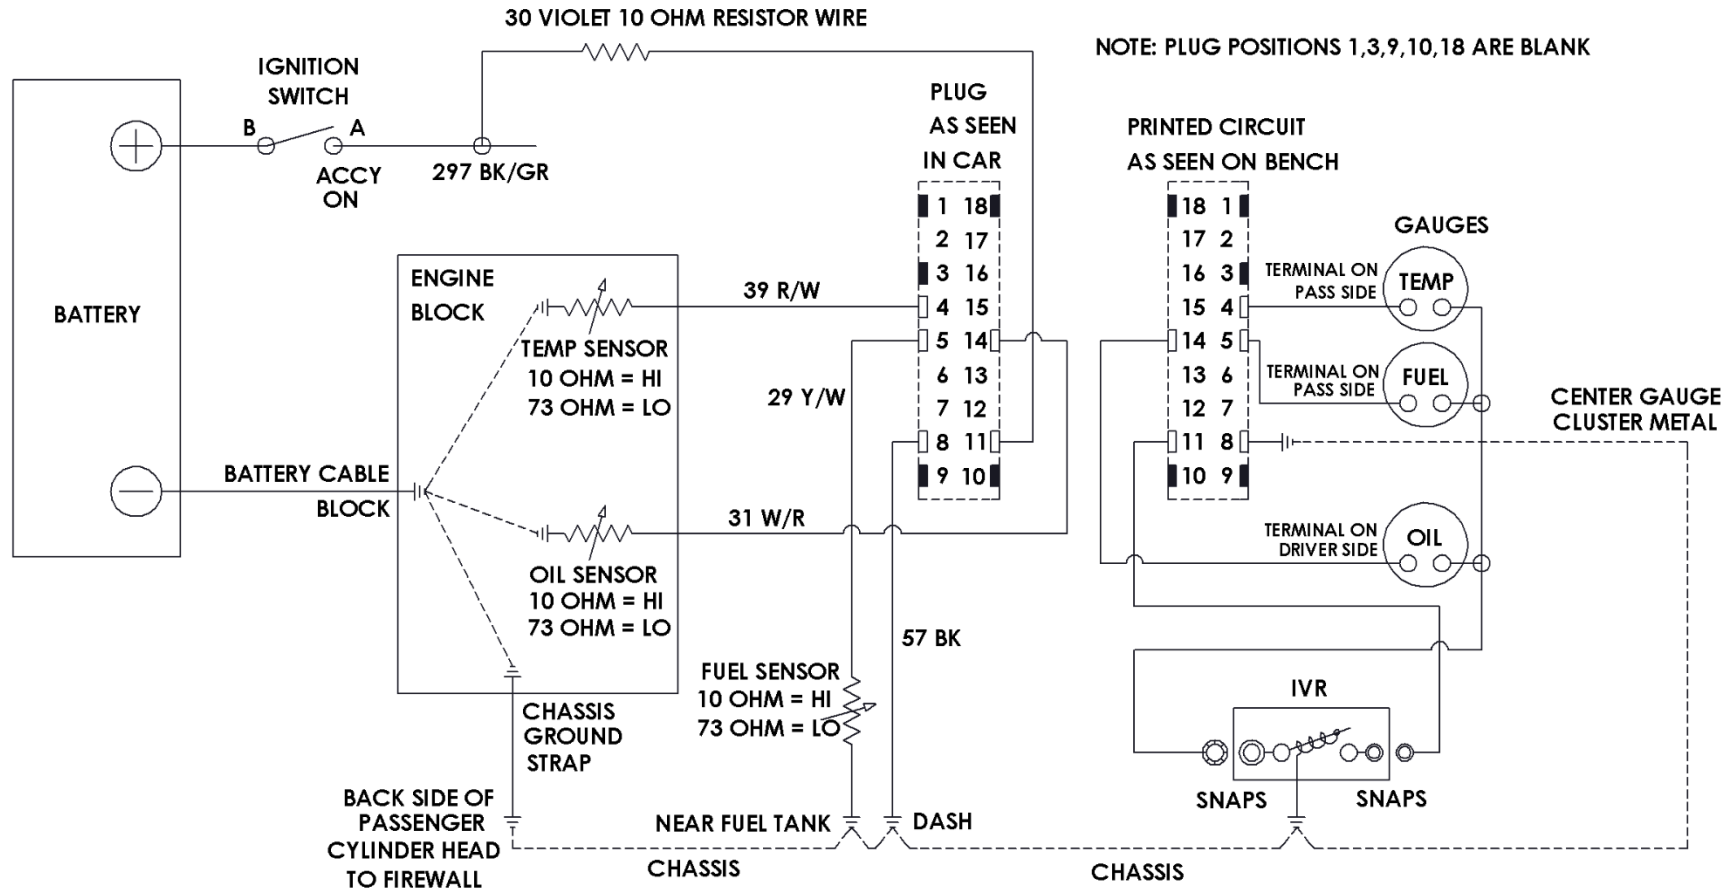 30 VIOLET 10 OHM RESISTOR WIRE
NOTE: PLUG POSITIONS 1,3,9,10,18 ARE BLANK
IGNITION
SWITCH
B
A
ACCY
ON
297 BK/GR
BATTERY
PLUG
AS SEEN
IN CAR
1 18
2 17
3 16
4 15
5 14
6 13
7 12
8 11
9 10
PRINTED CIRCUIT
AS SEEN ON BENCH
18 1
17 2
16 3
15 4
14 5
13 6
12 7
11 8
10 9
GAUGES
TERMINAL ON
PASS SIDE
TEMP
TERMINAL ON
PASS SIDE
FUEL
CENTER GAUGE
CLUSTER METAL
TERMINAL ON
DRIVER SIDE
OIL
ENGINE
BLOCK
39 R/W
TEMP SENSOR
10 OHM = HI
73 OHM = LO
29 Y/W
BATTERY CABLE
BLOCK
31 W/R
OIL SENSOR
10 OHM = HI
73 OHM = LO
57 BK
FUEL SENSOR
10 OHM = HI
73 OHM = LO
IVR
SNAPS
SNAPS
CHASSIS
GROUND
STRAP
BACK SIDE OF
PASSENGER
CYLINDER HEAD
TO FIREWALL
NEAR FUEL TANK
DASH
CHASSIS
CHASSIS